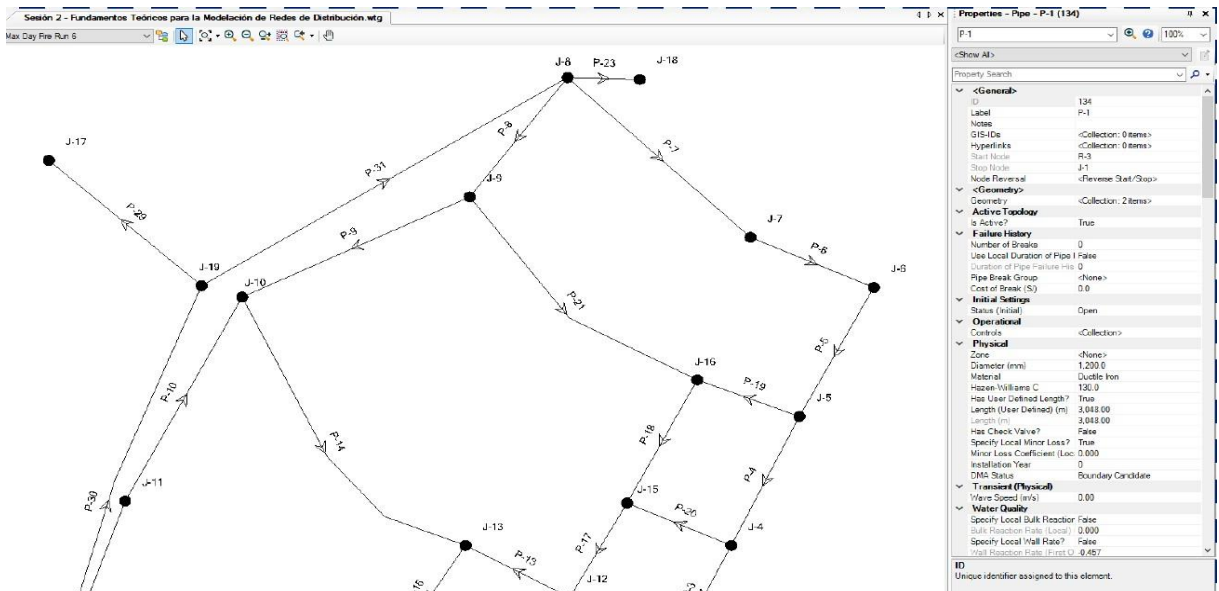 Sesión 2 - Fundamentos Teóricos para la Modelación de Redes de Distribución.wtg
Max Day Fire Run 6
J-8
P-23
J-18
J-17
P-8
P-31
P-7
J-9
P-29
P-9
J-7
J-19
P-6
J-10
J-6
P-21
P-5
J-16
P-19
P-10
J-5
P-18
P-14
P-4
P-30
J-11
J-15
P-20
J-13
J-4
P-17
P-13
J-12
Properties - Pipe - P-1 (134)
P-1
100%
<Show All>
Property Search
<General>
ID 134
Label P-1
Notes
GIS-IDs <Collection: 0 items>
Hyperlinks <Collection: 0 items>
Start Node R-3
Stop Node J-1
Node Reversal <Reverse Start/Stop>
<Geometry>
Geometry <Collection: 2 items>
Active Topology
Is Active? True
Failure History
Number of Breaks 0
Use Local Duration of Pipe False
Duration of Pipe Failure His 0
Pipe Break Group <None>
Cost of Break (S/) 0.0
Initial Settings
Status (Initial) Open
Operational
Controls <Collection>
Physical
Zone <None>
Diameter (mm) 1,200.0
Material Ductile Iron
Hazen-Williams C 130.0
Has User Defined Length? True
Length (User Defined) (m) 3,048.00
Length (m) 3,048.00
Has Check Valve? False
Specify Local Minor Loss? True
Minor Loss Coefficient (Loc 0.000
Installation Year 0
DMA Status Boundary Candidate
Transient (Physical)
Wave Speed (m/s) 0.00
Water Quality
Specify Local Bulk Reaction False
Bulk Reaction Rate (Local) 0.000
Specify Local Wall Rate? False
Wall Reaction Rate (First O -0.457
ID
Unique identifier assigned to this element.